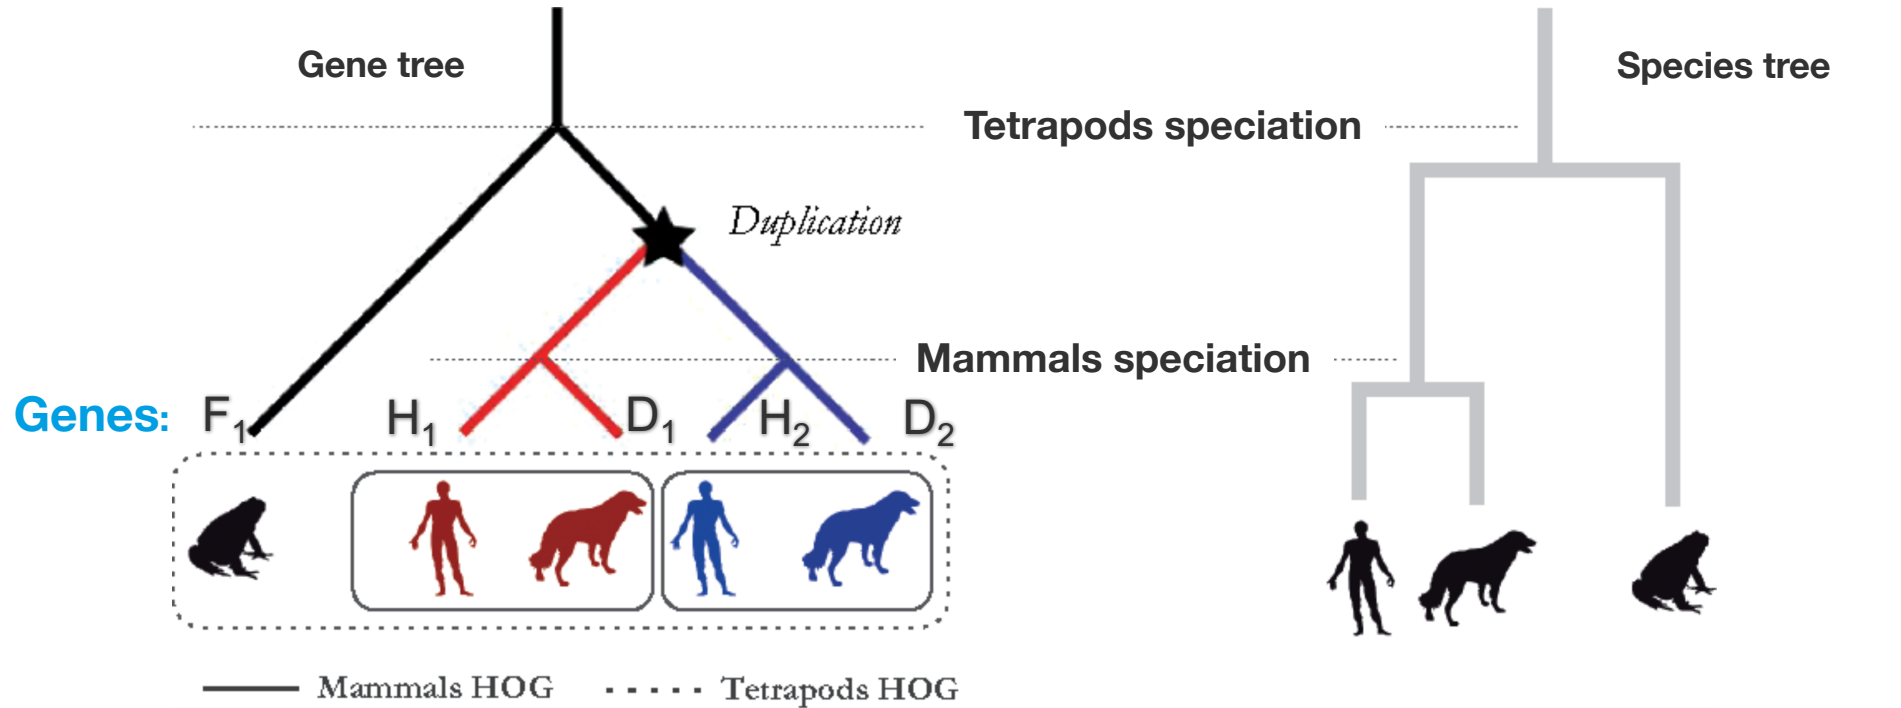 Gene tree
Species tree
Tetrapods speciation
Duplication
Mammals speciation
Genes: F1 H1 D1 H2 D2
Mammals HOG Tetrapods HOG